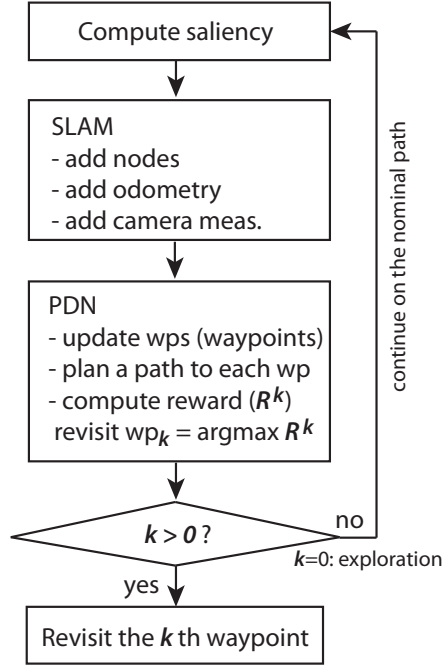 Compute saliency
SLAM
- add nodes
- add odometry
- add camera meas.
PDN
- update wps (waypoints)
- plan a path to each wp
- compute reward (R^k)
revisit wp_k = argmax R^k
k > 0 ?
no
k=0: exploration
yes
Revisit the k th waypoint
continue on the nominal path